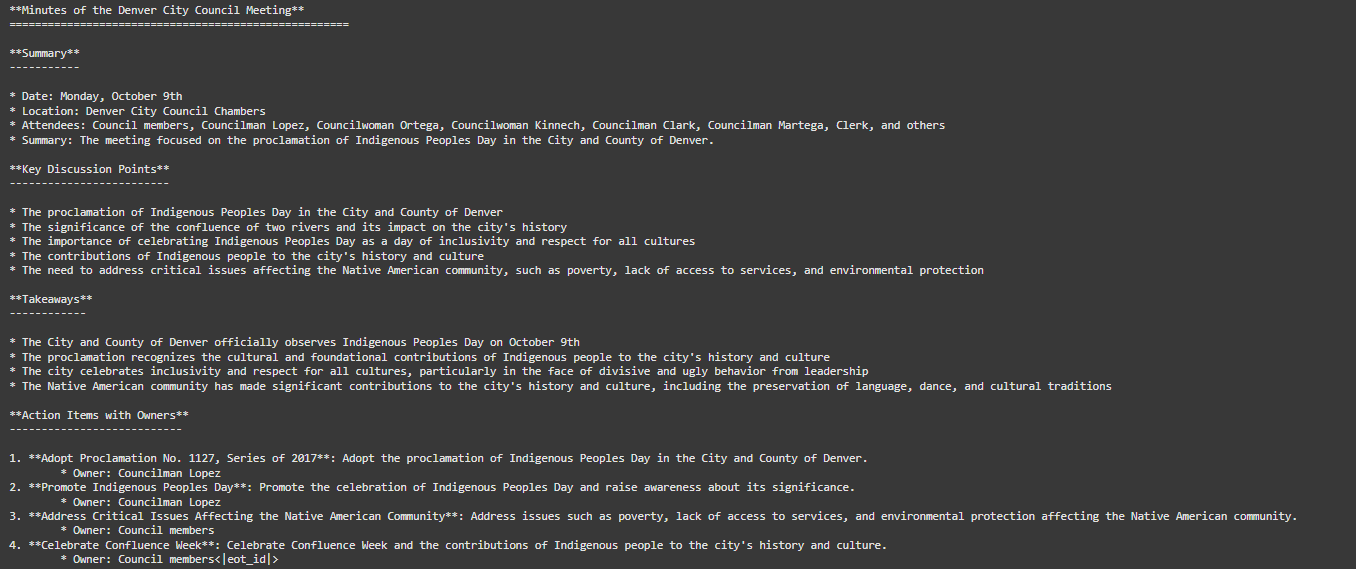 **Minutes of the Denver City Council Meeting**
=====================================================
**Summary**
-----------
* Date: Monday, October 9th
* Location: Denver City Council Chambers
* Attendees: Council members, Councilman Lopez, Councilwoman Ortega, Councilwoman Kinnech, Councilman Clark, Councilman Martega, Clerk, and others
* Summary: The meeting focused on the proclamation of Indigenous Peoples Day in the City and County of Denver.
**Key Discussion Points**
-------------------------
* The proclamation of Indigenous Peoples Day in the City and County of Denver
* The significance of the confluence of two rivers and its impact on the city's history
* The importance of celebrating Indigenous Peoples Day as a day of inclusivity and respect for all cultures
* The contributions of Indigenous people to the city's history and culture
* The need to address critical issues affecting the Native American community, such as poverty, lack of access to services, and environmental protection
**Takeaways**
------------
* The City and County of Denver officially observes Indigenous Peoples Day on October 9th
* The proclamation recognizes the cultural and foundational contributions of Indigenous people to the city's history and culture
* The city celebrates inclusivity and respect for all cultures, particularly in the face of divisive and ugly behavior from leadership
* The Native American community has made significant contributions to the city's history and culture, including the preservation of language, dance, and cultural traditions
**Action Items with Owners**
---------------------------
1. **Adopt Proclamation No. 1127, Series of 2017**: Adopt the proclamation of Indigenous Peoples Day in the City and County of Denver.
* Owner: Councilman Lopez
2. **Promote Indigenous Peoples Day**: Promote the celebration of Indigenous Peoples Day and raise awareness about its significance.
* Owner: Councilman Lopez
3. **Address Critical Issues Affecting the Native American Community**: Address issues such as poverty, lack of access to services, and environmental protection affecting the Native American community.
* Owner: Council members
4. **Celebrate Confluence Week**: Celebrate Confluence Week and the contributions of Indigenous people to the city's history and culture.
* Owner: Council members<|eot_id|>